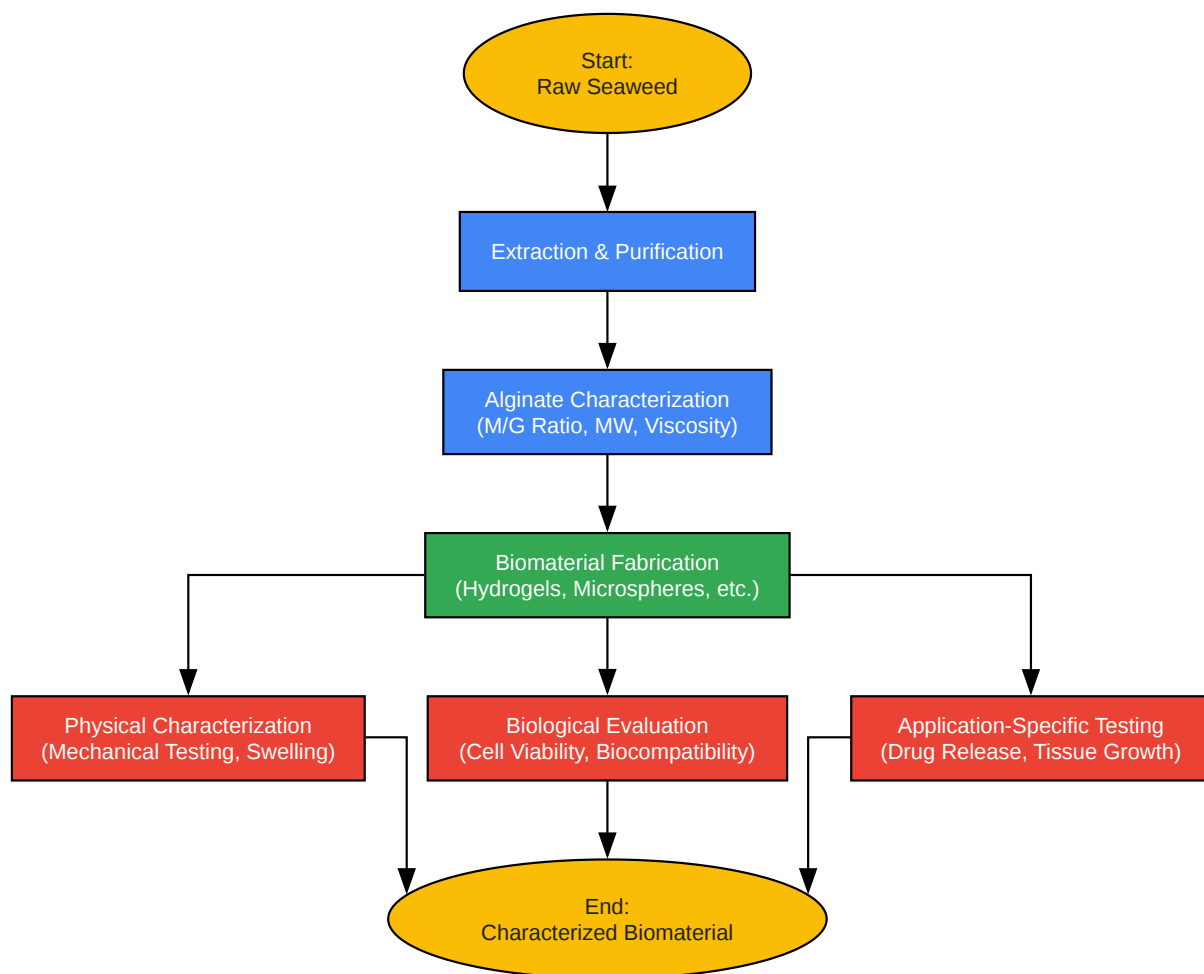 Start:
Raw Seaweed
Extraction & Purification
Alginate Characterization
(M/G Ratio, MW, Viscosity)
Biomaterial Fabrication
(Hydrogels, Microspheres, etc.)
Physical Characterization
(Mechanical Testing, Swelling)
Biological Evaluation
(Cell Viability, Biocompatibility)
Application-Specific Testing
(Drug Release, Tissue Growth)
End:
Characterized Biomaterial